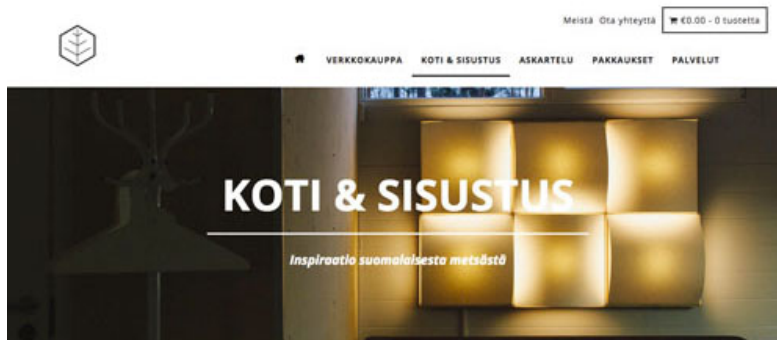 Meistä Ota yhteyttä €0.00 - 0 tuotetta
VERKKOKAUPPA KOTI & SISUSTUS ASKARTELU PAKKAUKSET PALVELUT
KOTI & SISUSTUS
Inspiraatio suomalaisesta metsästä